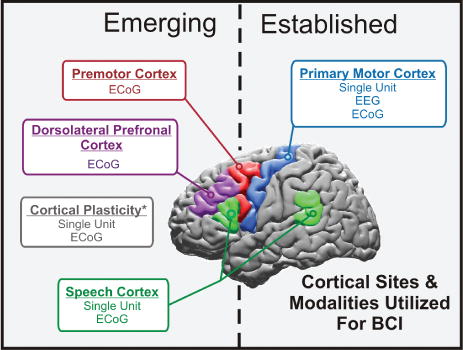 Emerging
Established
Premotor Cortex
ECoG
Primary Motor Cortex
Single Unit
EEG
ECoG
Dorsolateral Prefronal
Cortex
ECoG
Cortical Plasticity*
Single Unit
ECoG
Speech Cortex
Single Unit
ECoG
Cortical Sites &
Modalities Utilized
For BCI